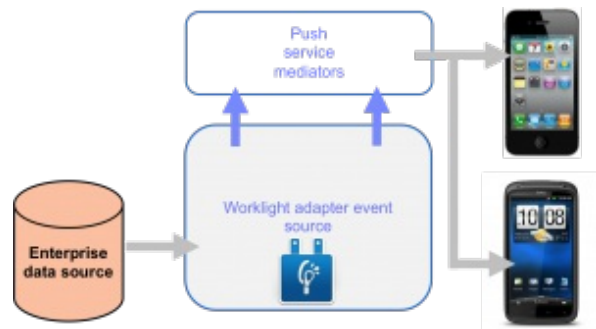 Push
service
mediators
Worklight adapter event
source
Enterprise
data source
10 08